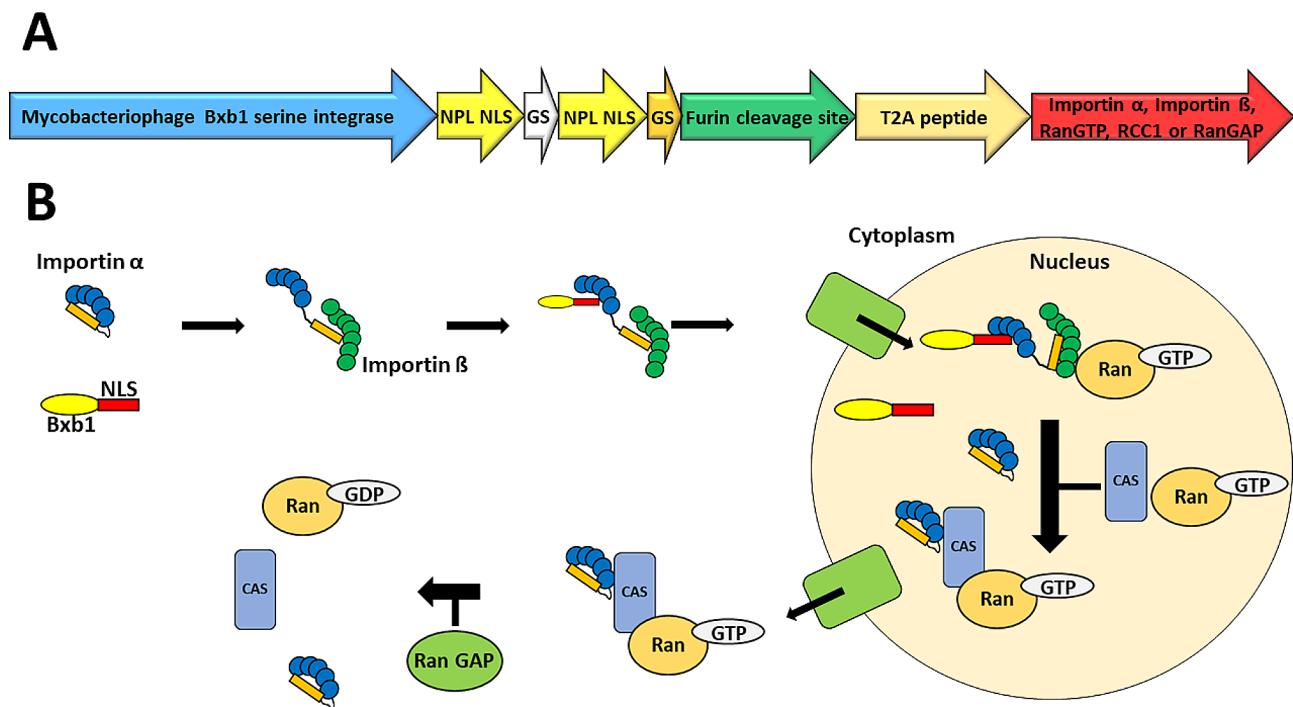 A
Mycobacteriophage Bxb1 serine integrase
NPL NLS
GS
NPL NLS
GS
Furin cleavage site
T2A peptide
Importin α, Importin ß,
RanGTP, RCC1 or RanGAP
B
Importin α
NLS
Bxb1
Importin ß
Cytoplasm
Nucleus
Ran
GTP
CAS
Ran
GTP
CAS
Ran
GTP
CAS
Ran
GTP
Ran GAP
Ran
GDP
CAS